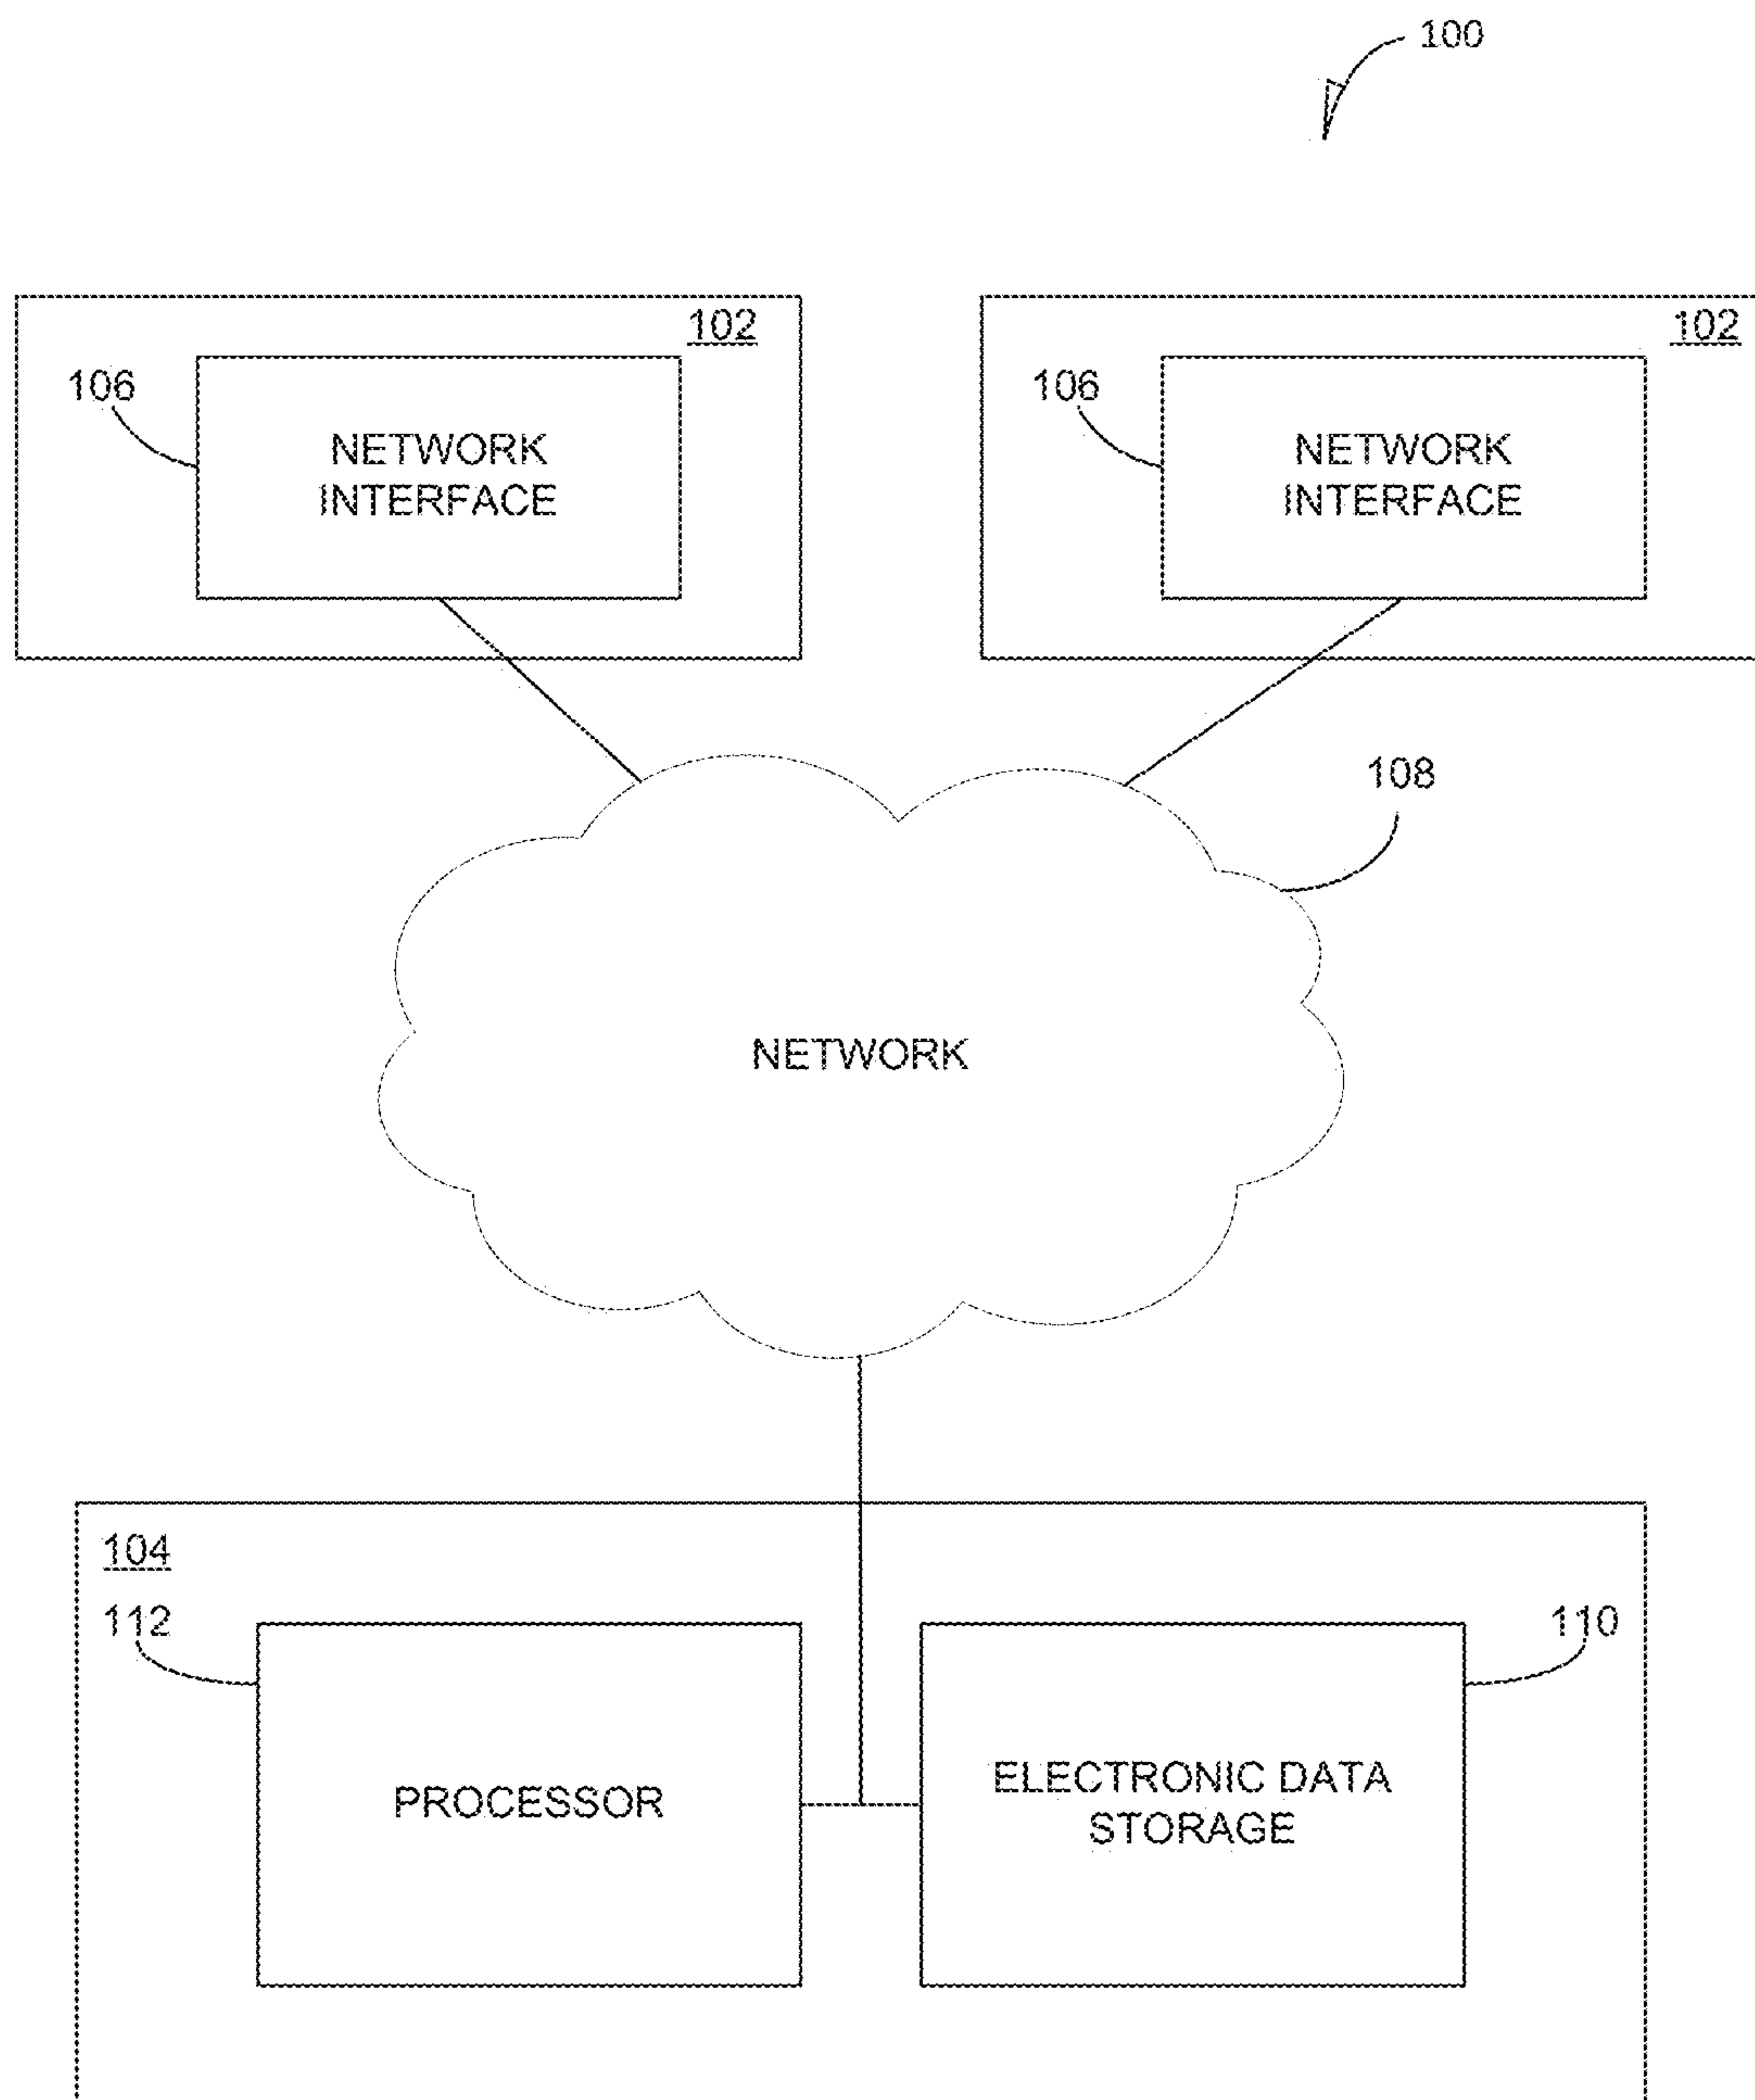 100
102
102
106
106
NETWORK
INTERFACE
NETWORK
INTERFACE
108
NETWORK
104
112
110
PROCESSOR
ELECTRONIC DATA
STORAGE